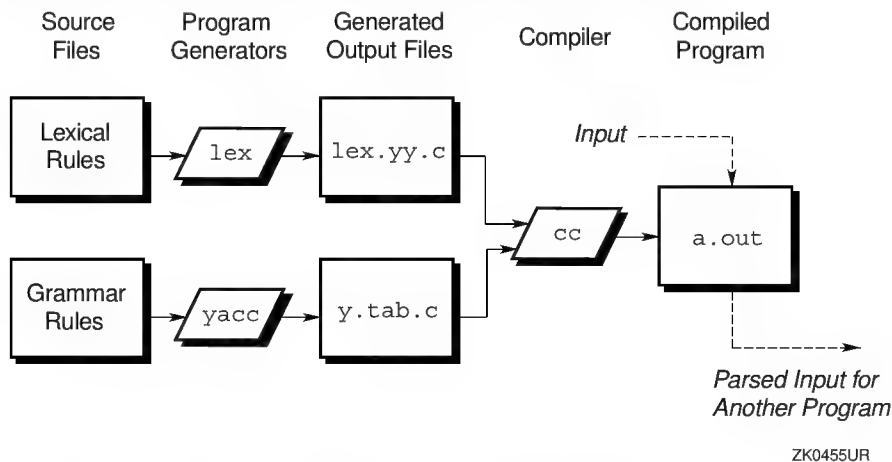 Source
Files
Program
Generators
Generated
Output Files
Compiler
Compiled
Program
Lexical
Rules
lex
lex.yy.c
Input
cc
a.out
Grammar
Rules
yacc
y.tab.c
Parsed Input for
Another Program
ZK0455UR